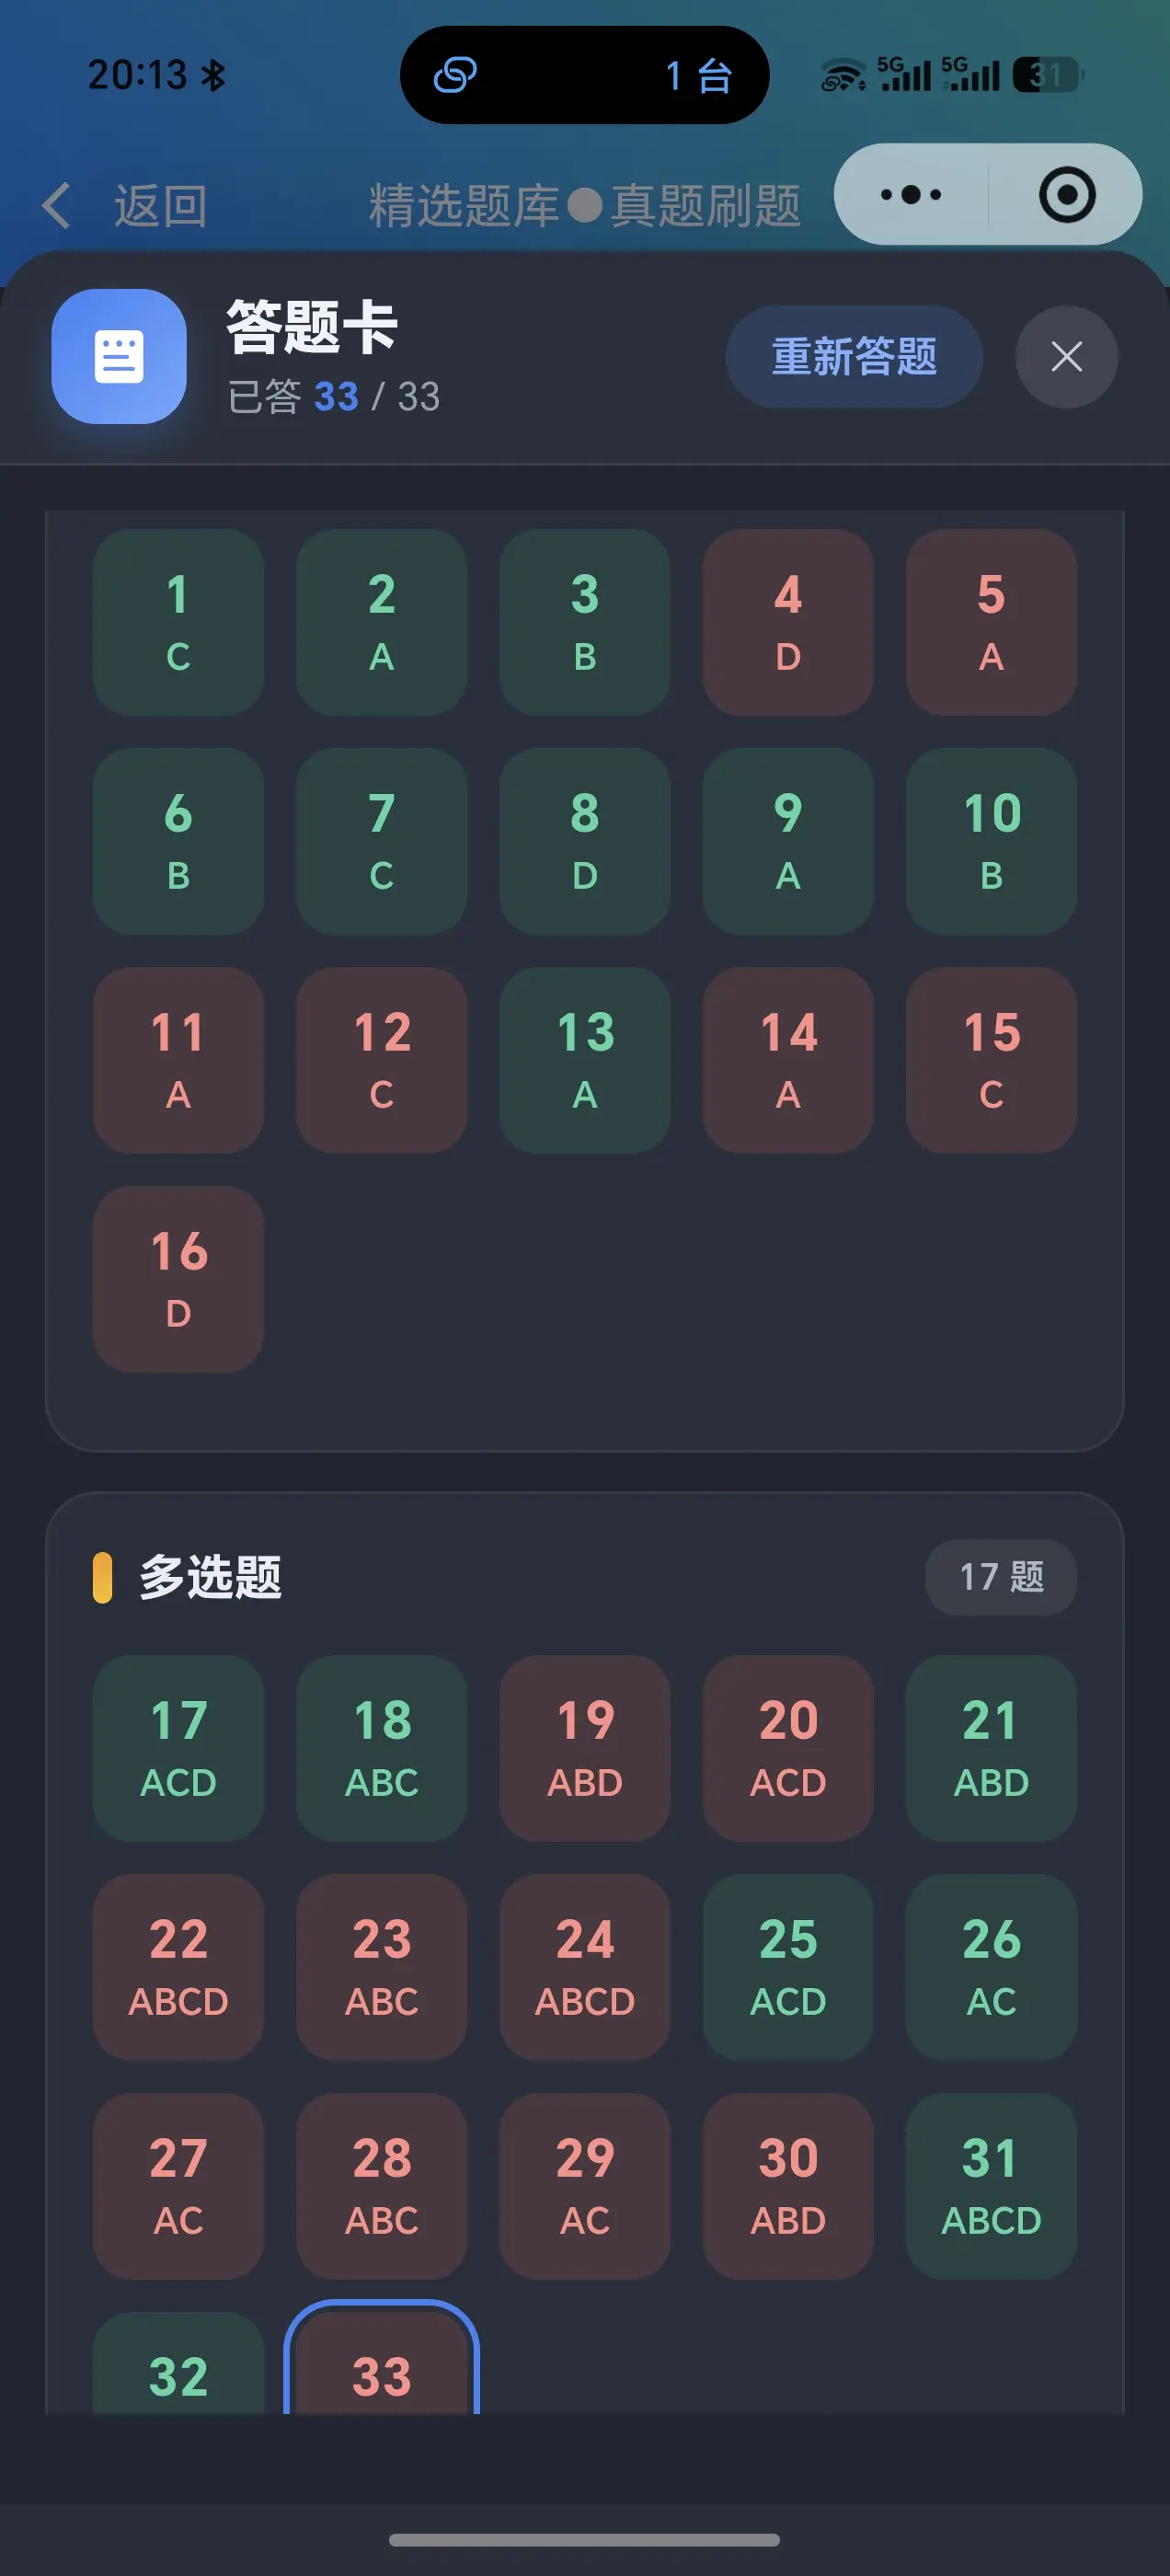 20:13
1 台
5G 5G 31
返回
精选题库●真题刷题
答题卡
已答 33 / 33
重新答题
1 2 3 4 5
C A B D A
6 7 8 9 10
B C D A B
11 12 13 14 15
A C A A C
16
D
多选题
17 题
17 18 19 20 21
ACD ABC ABD ACD ABD
22 23 24 25 26
ABCD ABC ABCD ACD AC
27 28 29 30 31
AC ABC AC ABD ABCD
32 33